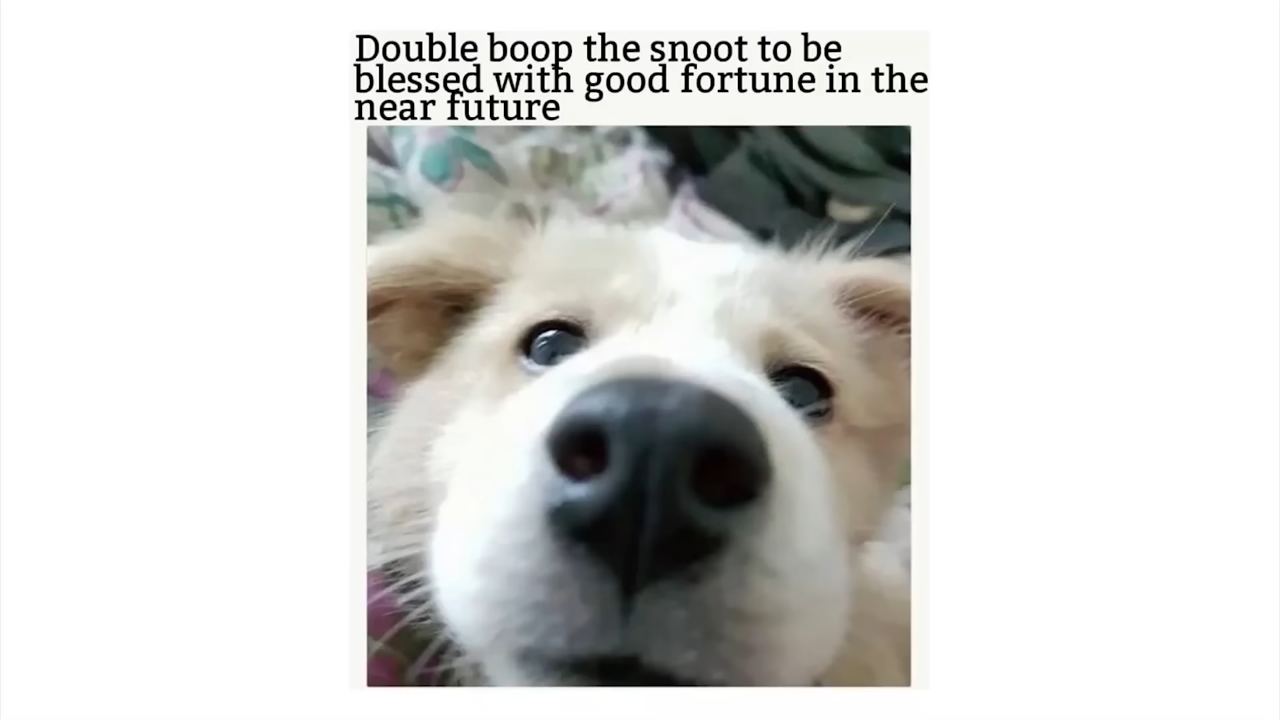 Double boop the snoot to be
blessed with good fortune in the
near future